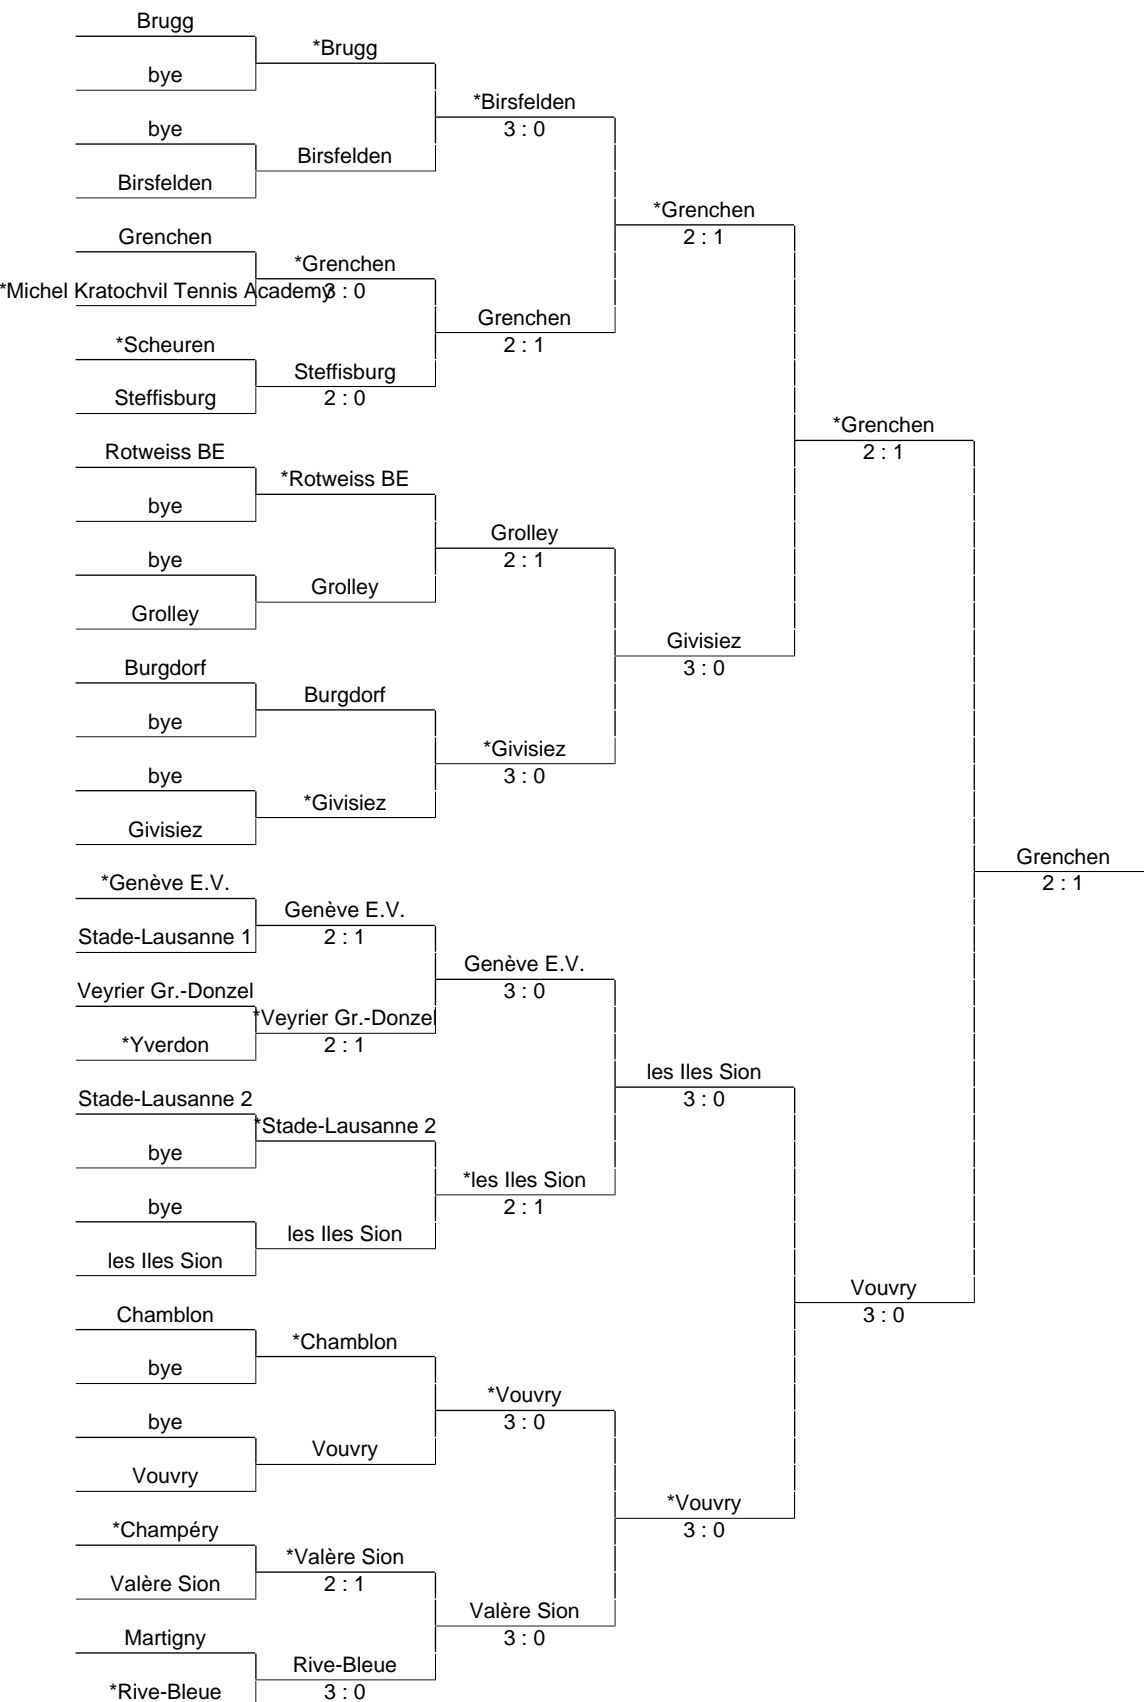 Brugg
*Brugg
bye
*Birsfelden
3 : 0
bye
Birsfelden
Birsfelden
*Grenchen
2 : 1
Grenchen
*Grenchen
*Michel Kratochvil Tennis Academy
3 : 0
Grenchen
2 : 1
*Scheuren
Steffisburg
2 : 0
Steffisburg
*Grenchen
2 : 1
Rotweiss BE
*Rotweiss BE
bye
Grolley
2 : 1
bye
Grolley
Grolley
Givisiez
3 : 0
Burgdorf
Burgdorf
bye
*Givisiez
3 : 0
bye
*Givisiez
Givisiez
Grenchen
2 : 1
*Genève E.V.
Genève E.V.
2 : 1
Stade-Lausanne 1
Genève E.V.
3 : 0
Veyrier Gr.-Donzel
*Veyrier Gr.-Donzel
2 : 1
*Yverdon
les Iles Sion
3 : 0
Stade-Lausanne 2
*Stade-Lausanne 2
bye
*les Iles Sion
2 : 1
bye
les Iles Sion
les Iles Sion
Vouvry
3 : 0
Chamblon
*Chamblon
bye
*Vouvry
3 : 0
bye
Vouvry
Vouvry
*Vouvry
3 : 0
*Champéry
*Valère Sion
2 : 1
Valère Sion
Valère Sion
3 : 0
Martigny
Rive-Bleue
3 : 0
*Rive-Bleue